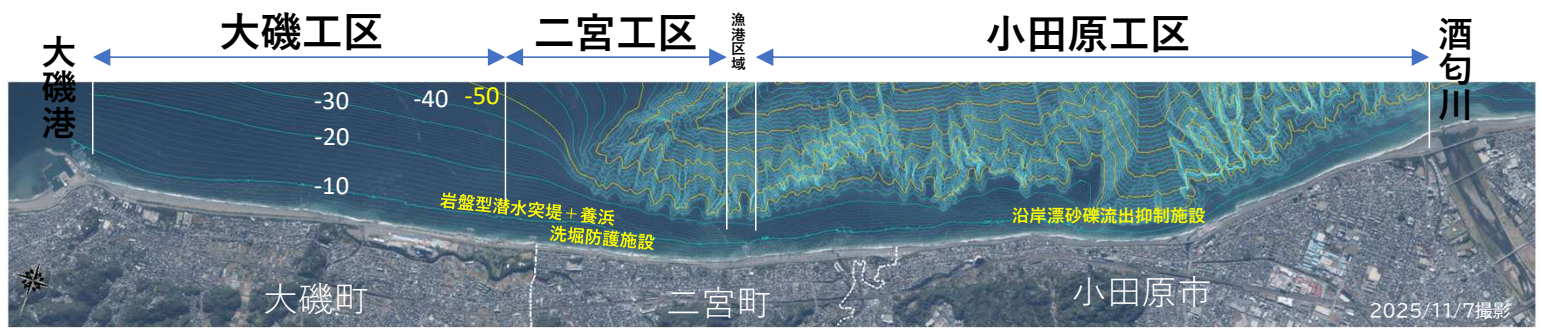 大磯工区
二宮工区
漁港区域
小田原工区
大磯港
酒匂川
-30
-40
-50
-20
-10
岩盤型潜水突堤＋養浜
洗堀防護施設
沿岸漂砂礫流出抑制施設
大磯町
二宮町
小田原市
2025/11/7撮影